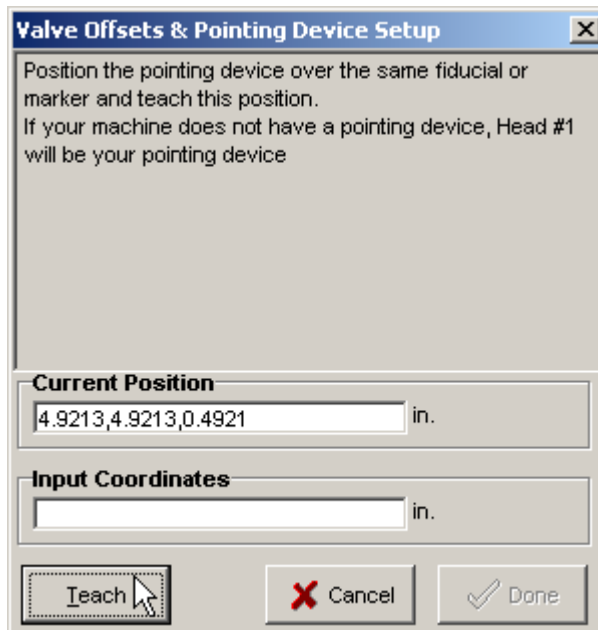 Valve Offsets & Pointing Device Setup
Position the pointing device over the same fiducial or
marker and teach this position.
If your machine does not have a pointing device, Head #1
will be your pointing device
Current Position
4.9213,4.9213,0.4921 in.
Input Coordinates
in.
Teach Cancel Done